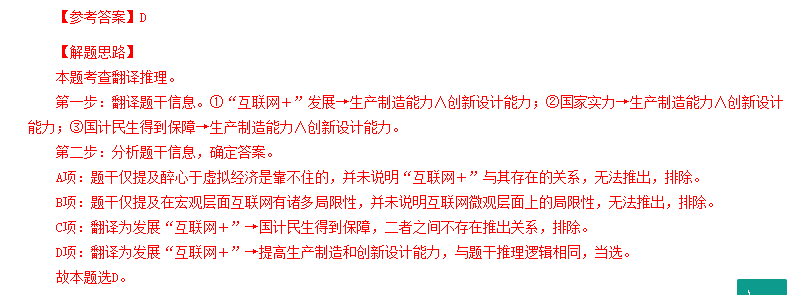 【参考答案】D
【解题思路】
本题考查翻译推理。
第一步：翻译题干信息。①“互联网＋”发展→生产制造能力∧创新设计能力；②国家实力→生产制造能力∧创新设计
能力；③国计民生得到保障→生产制造能力∧创新设计能力。
第二步：分析题干信息，确定答案。
A项：题干仅提及醉心于虚拟经济是靠不住的，并未说明“互联网＋”与其存在的关系，无法推出，排除。
B项：题干仅提及在宏观层面互联网有诸多局限性，并未说明互联网微观层面上的局限性，无法推出，排除。
C项：翻译为发展“互联网＋”→国计民生得到保障，二者之间不存在推出关系，排除。
D项：翻译为发展“互联网＋”→提高生产制造和创新设计能力，与题干推理逻辑相同，当选。
故本题选D。